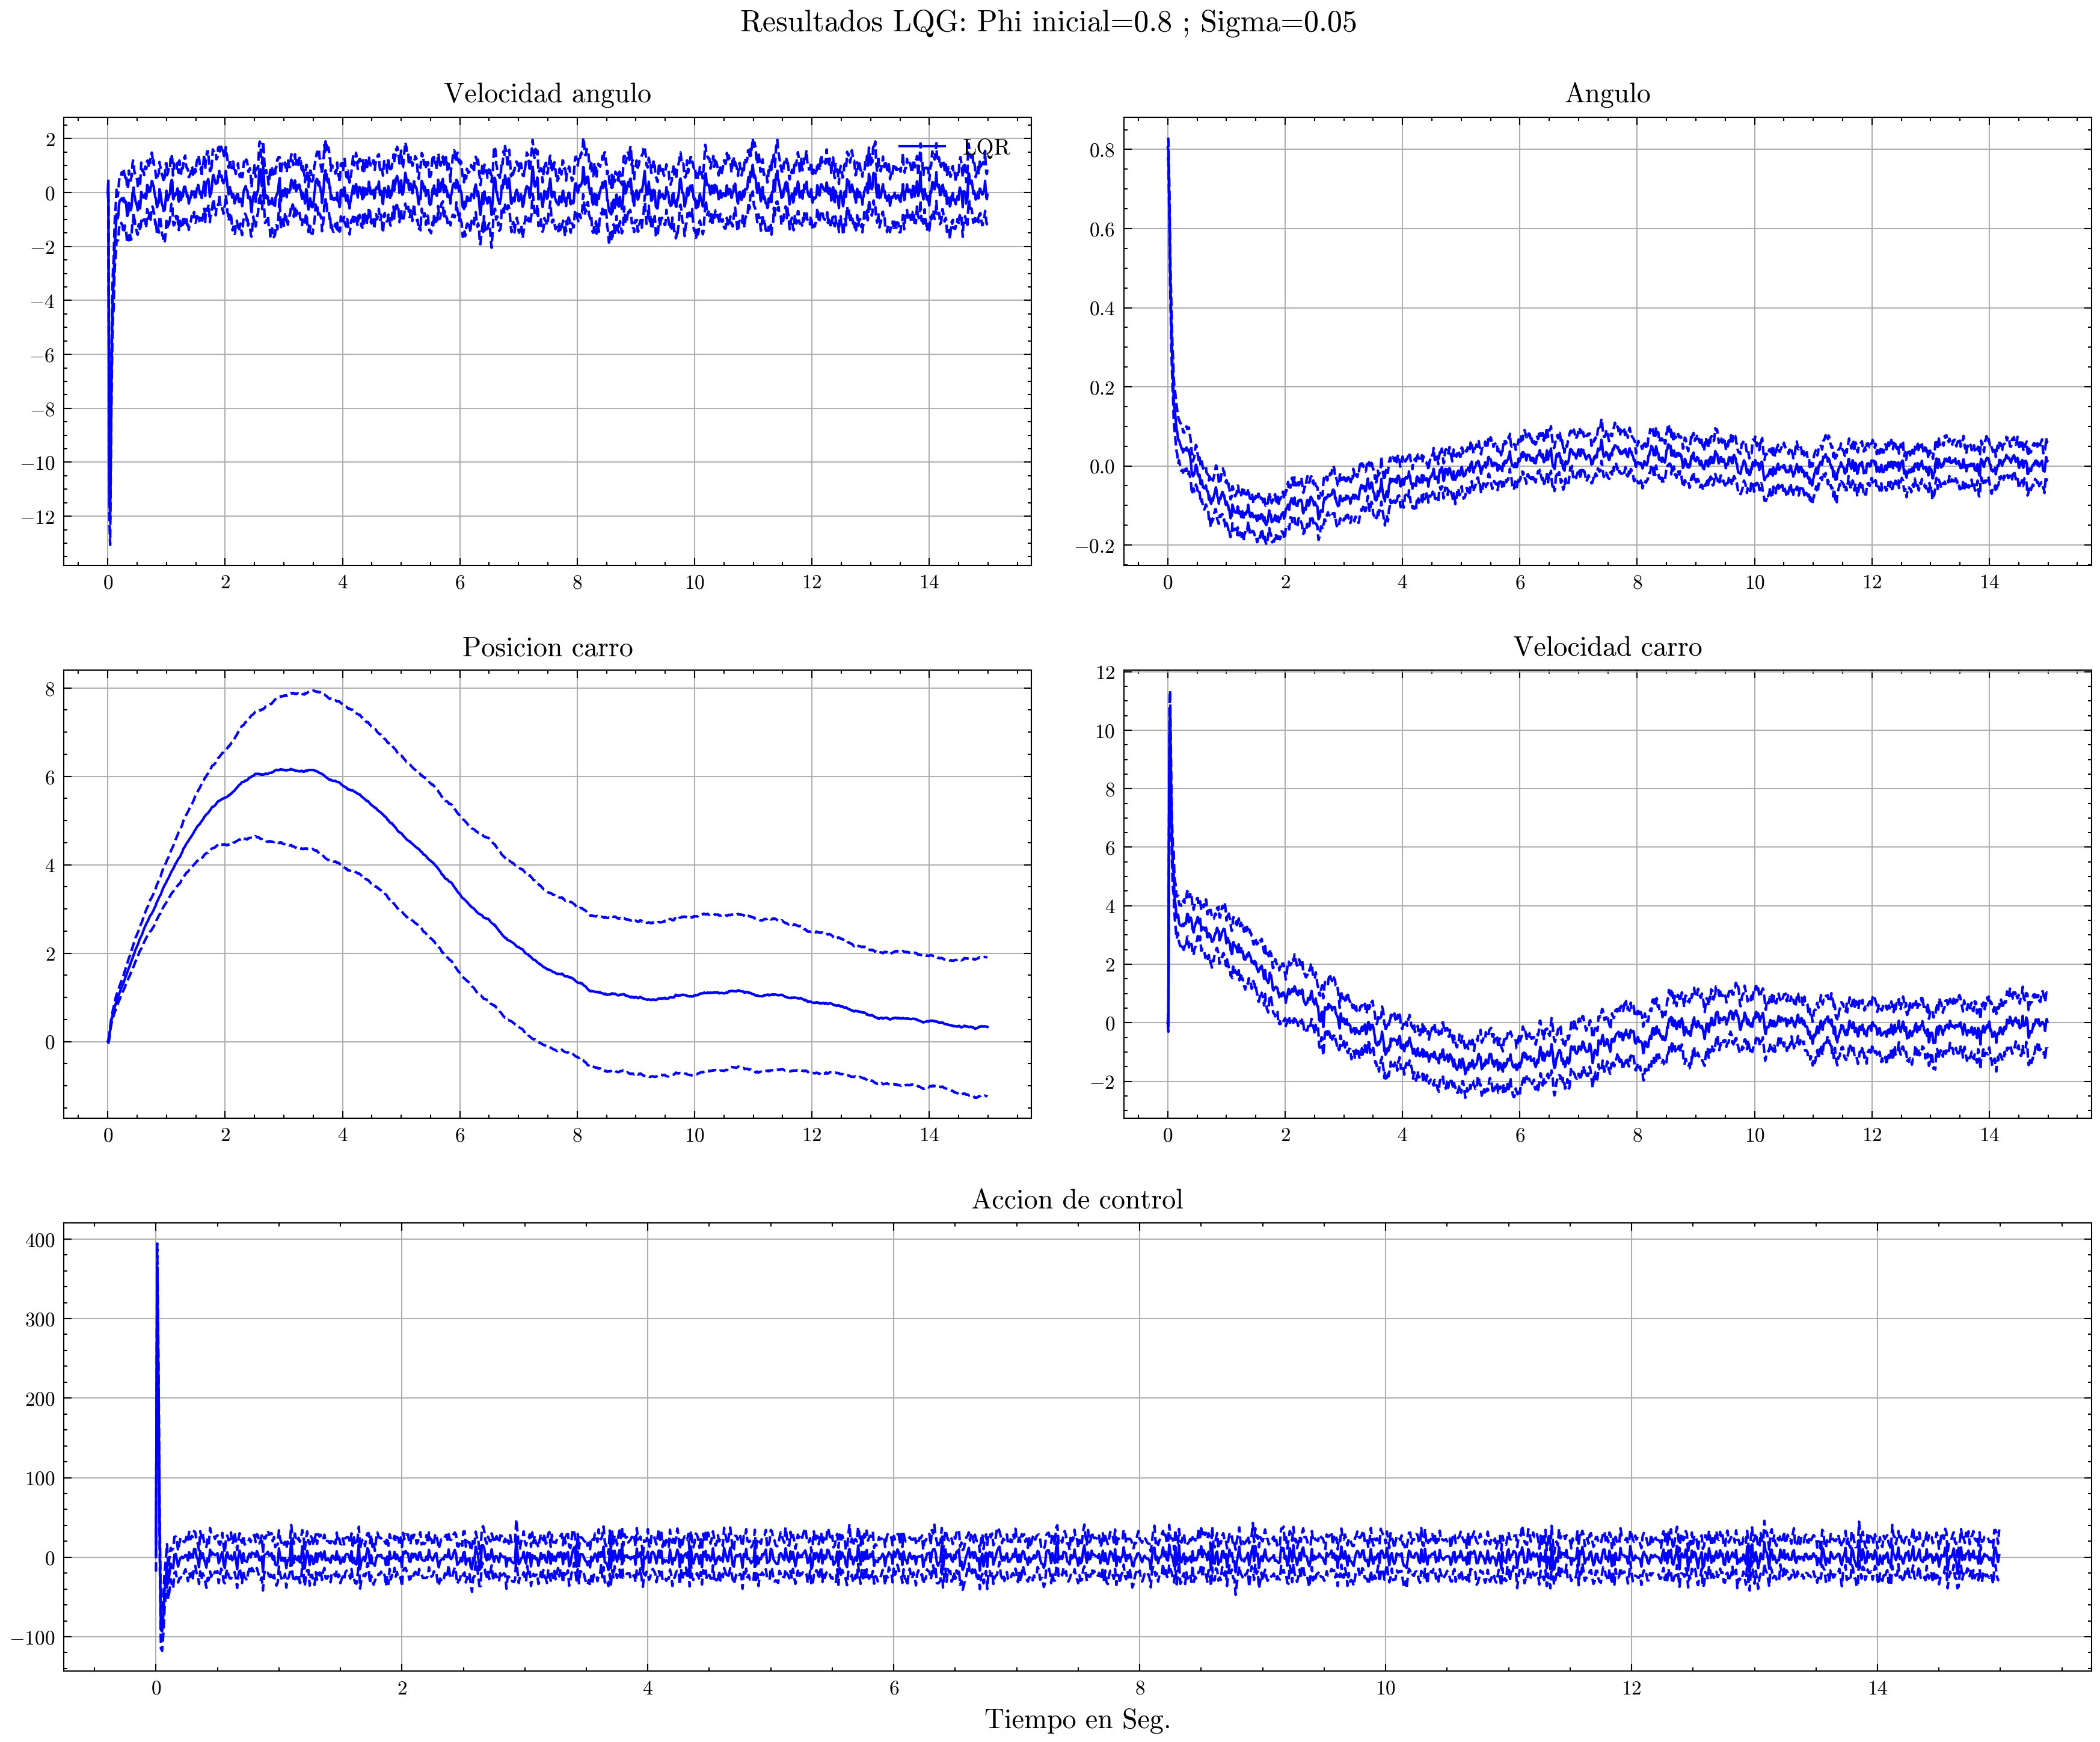 Resultados LQG: Phi inicial=0.8 ; Sigma=0.05
Velocidad angulo
2
0
−2
−4
−6
−8
−10
−12
LQR
0 2 4 6 8 10 12 14
Angulo
0.8
0.6
0.4
0.2
0.0
−0.2
0 2 4 6 8 10 12 14
Posicion carro
8
6
4
2
0
0 2 4 6 8 10 12 14
Velocidad carro
12
10
8
6
4
2
0
−2
0 2 4 6 8 10 12 14
Accion de control
400
300
200
100
0
−100
0 2 4 6 8 10 12 14
Tiempo en Seg.